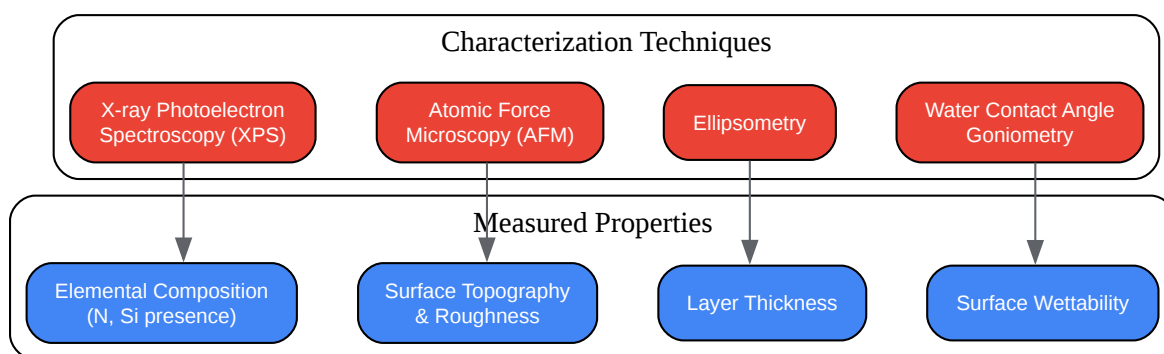 Characterization Techniques
X-ray Photoelectron
Spectroscopy (XPS)
Atomic Force
Microscopy (AFM)
Ellipsometry
Water Contact Angle
Goniometry
Measured Properties
Elemental Composition
(N, Si presence)
Surface Topography
& Roughness
Layer Thickness
Surface Wettability